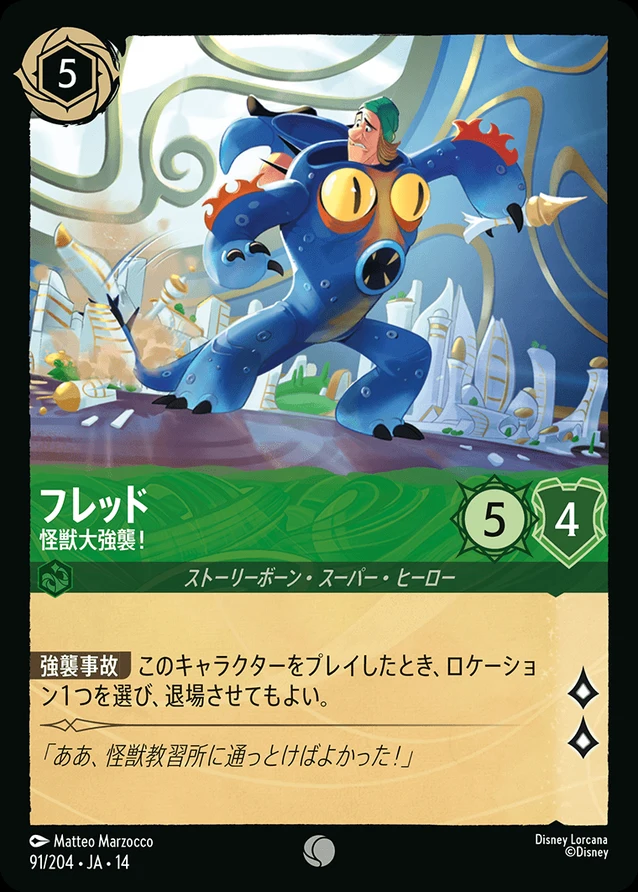 5
フレッド
怪獣大強襲!
5
4
ストーリーボーン・スーパー・ヒーロー
強襲事故 このキャラクターをプレイしたとき、ロケーショ
ン1つを選び、退場させてもよい。
「ああ、怪獣教習所に通っとけばよかった!」
Matteo Marzocco
91/204・JA・14
Disney Lorcana
©Disney